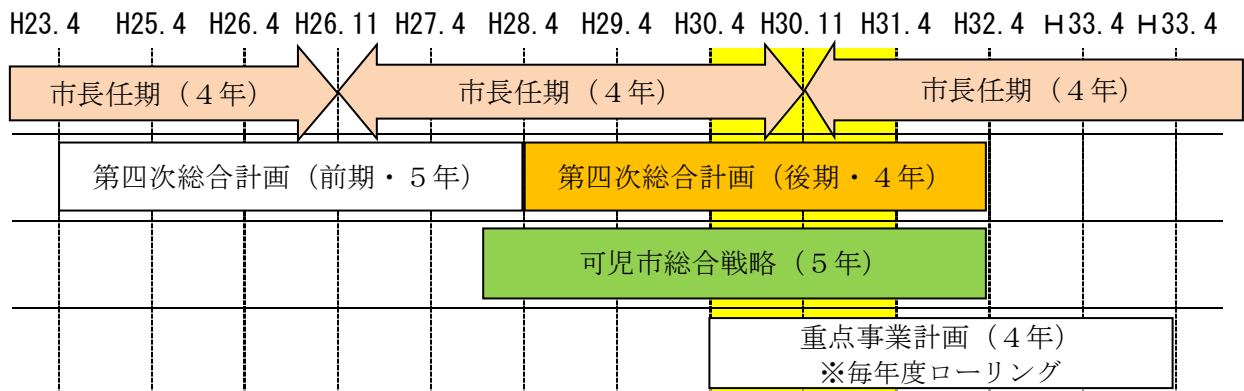 H23. 4 H25. 4 H26. 4 H26. 11 H27. 4 H28. 4 H29. 4 H30. 4 H30. 11 H31. 4 H32. 4 H33. 4 H33. 4
市長任期（４年） 市長任期（４年） 市長任期（４年）
第四次総合計画（前期・５年） 第四次総合計画（後期・４年）
可児市総合戦略（５年）
重点事業計画（４年）
※毎年度ローリング